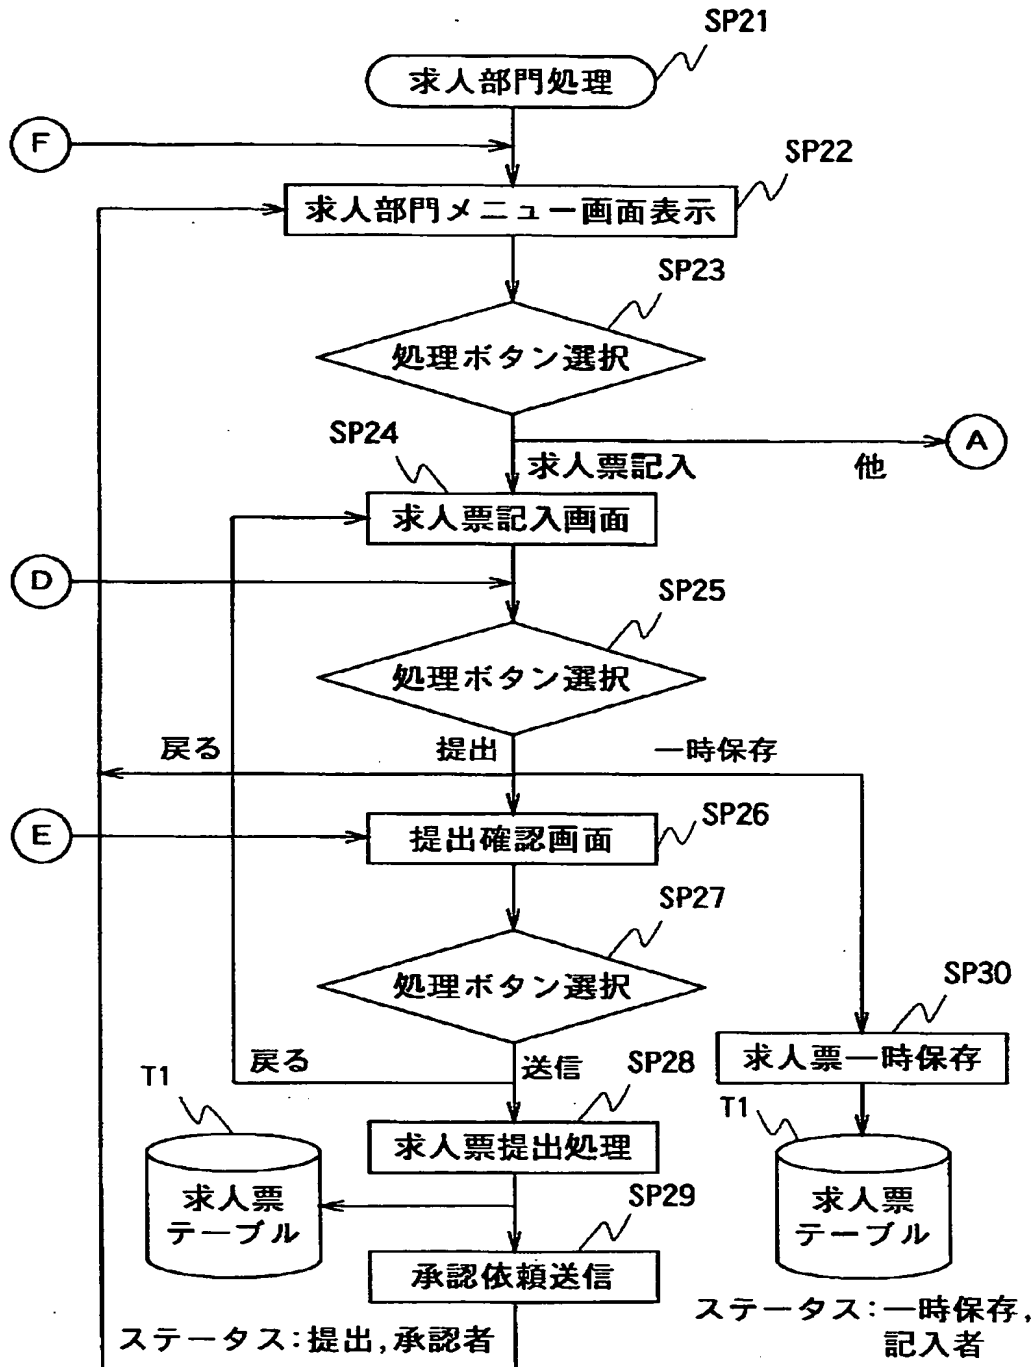 SP21
求人部門処理
F
SP22
求人部門メニュー画面表示
SP23
処理ボタン選択
SP24
求人票記入
他
A
求人票記入画面
D
SP25
処理ボタン選択
戻る
提出
一時保存
E
SP26
提出確認画面
SP27
処理ボタン選択
SP30
戻る
送信
求人票一時保存
T1
SP28
T1
求人票提出処理
求人票
テーブル
SP29
求人票
テーブル
承認依頼送信
ステータス:提出,承認者
ステータス:一時保存,
記入者